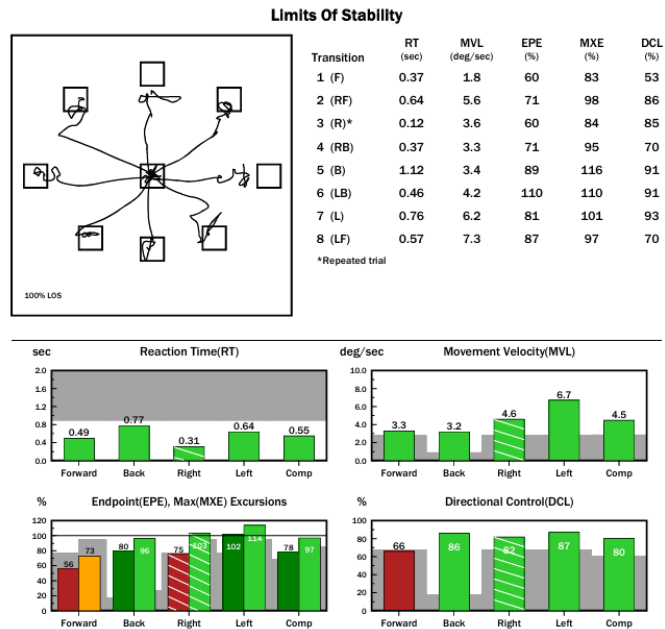 Limits Of Stability
RT MVL EPE MXE DCL
Transition (sec) (deg/sec) (%) (%) (%)
1 (F) 0.37 1.8 60 83 53
2 (RF) 0.64 5.6 71 98 86
3 (R)* 0.12 3.6 60 84 85
4 (RB) 0.37 3.3 71 95 70
5 (B) 1.12 3.4 89 116 91
6 (LB) 0.46 4.2 110 110 91
7 (L) 0.76 6.2 81 101 93
8 (LF) 0.57 7.3 87 97 70
*Repeated trial
100% LOS
sec Reaction Time(RT)
2.0
1.6
1.2
0.8
0.4
0.0
0.49 0.77 0.31 0.64 0.55
Forward Back Right Left Comp
deg/sec Movement Velocity(MVL)
10.0
8.0
6.0
4.0
2.0
0.0
3.3 3.2 4.6 6.7 4.5
Forward Back Right Left Comp
% Endpoint(EPE), Max(MXE) Excursions
120
100
80
60
40
20
0
56 73 80 96 75 103 102 114 78 97
Forward Back Right Left Comp
% Directional Control(DCL)
100
80
60
40
20
0
66 86 82 87 80
Forward Back Right Left Comp